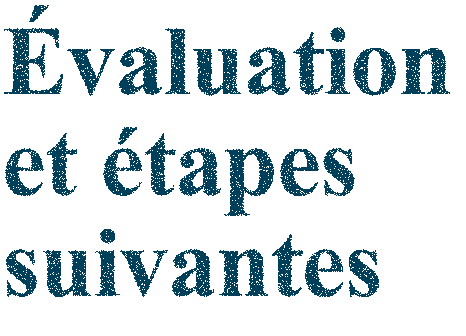 Évaluation
et étapes
suivantes